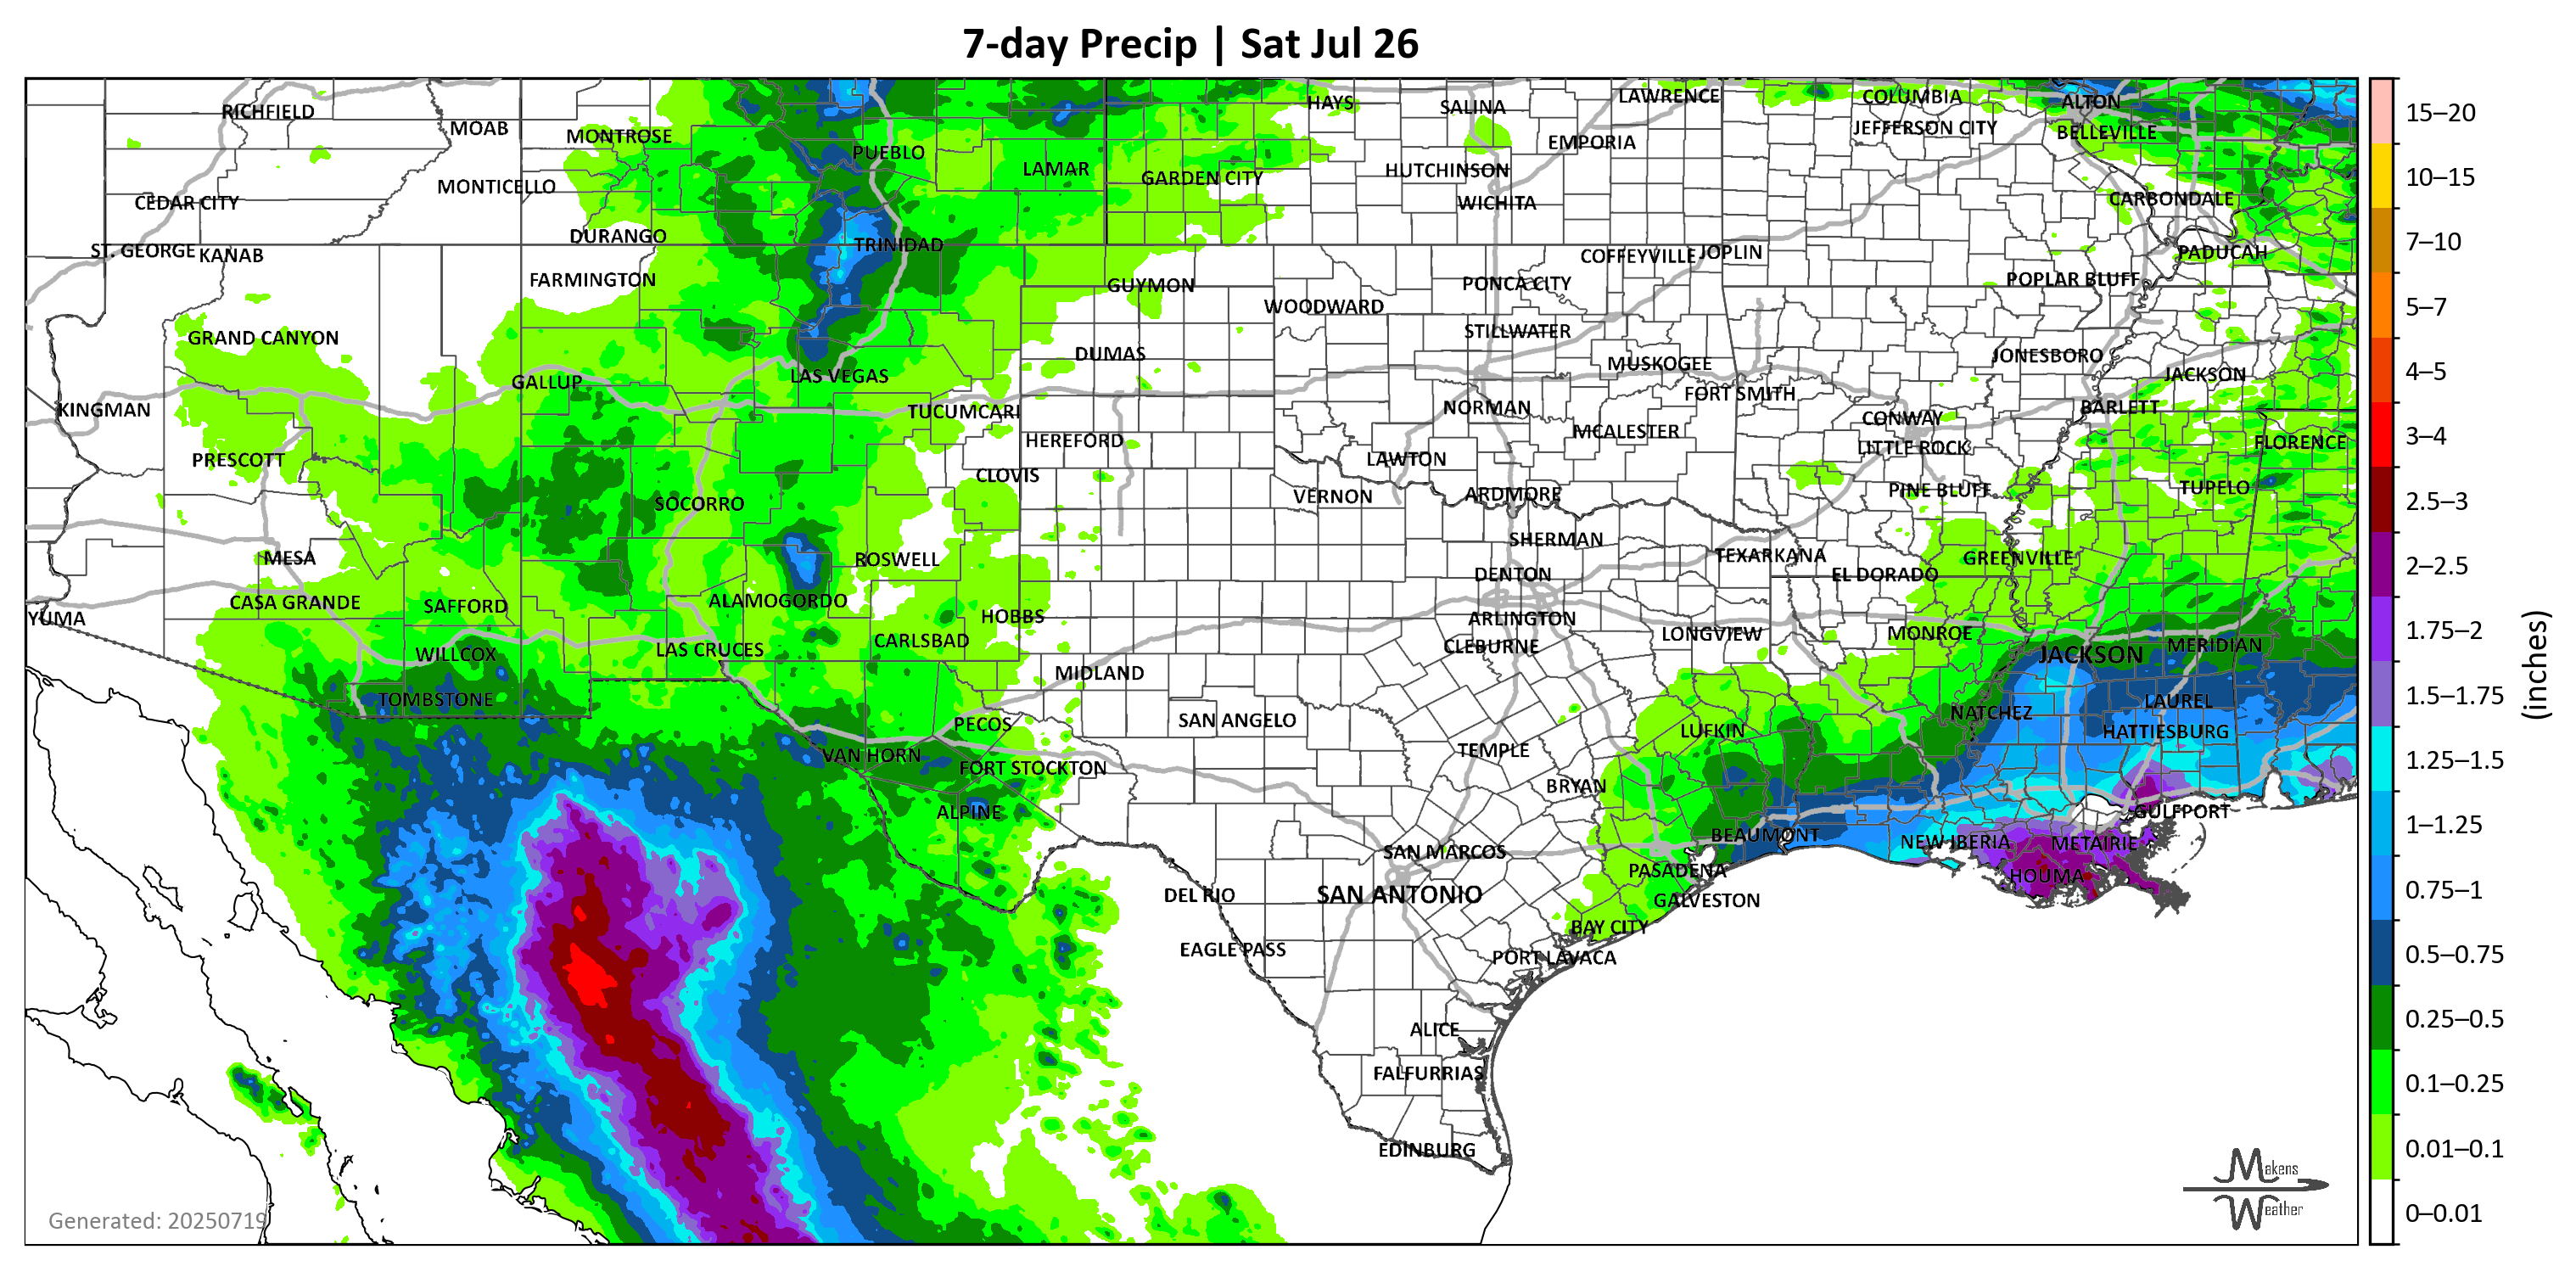 7-day Precip | Sat Jul 26
RICHFIELD
MOAB
MONTROSE
PUEBLO
LAMAR
GARDEN CITY
HAYS
SALINA
LAWRENCE
COLUMBIA
ALTON
JEFFERSON CITY
BELLEVILLE
EMPORIA
HUTCHINSON
MONTICELLO
CEDAR CITY
WICHITA
CARBONDALE
DURANGO
TRINIDAD
ST. GEORGE
KANAB
COFFEYVILLE
JOPLIN
PADUCAH
FARMINGTON
GUYMON
PONCA CITY
POPLAR BLUFF
WOODWARD
GRAND CANYON
STILLWATER
DUMAS
MUSKOGEE
JONESBORO
GALLUP
LAS VEGAS
JACKSON
KINGMAN
TUCUMCARI
NORMAN
FORT SMITH
BARLETT
CONWAY
HEREFORD
MCALESTER
LITTLE ROCK
FLORENCE
PRESCOTT
LAWTON
CLOVIS
SOCORRO
VERNON
ARDMORE
PINE BLUFF
TUPELO
MESA
ROSWELL
SHERMAN
TEXARKANA
GREENVILLE
DENTON
EL DORADO
CASA GRANDE
SAFFORD
ALAMOGORDO
HOBBS
YUMA
ARLINGTON
CARLSBAD
LONGVIEW
MONROE
WILLCOX
LAS CRUCES
CLEBURNE
JACKSON
MERIDIAN
MIDLAND
TOMBSTONE
LAUREL
PECOS
SAN ANGELO
NATCHEZ
LUFKIN
HATTIESBURG
VAN HORN
TEMPLE
FORT STOCKTON
BRYAN
ALPINE
GULFPORT
BEAUMONT
NEW IBERIA
METAIRIE
SAN MARCOS
PASADENA
HOUMA
DEL RIO
SAN ANTONIO
GALVESTON
BAY CITY
EAGLE PASS
PORT LAVACA
ALICE
FALFURRIAS
EDINBURG
Generated: 20250719
Makens
Weather
15–20
10–15
7–10
5–7
4–5
3–4
2.5–3
2–2.5
1.75–2
1.5–1.75
1.25–1.5
1–1.25
0.75–1
0.5–0.75
0.25–0.5
0.1–0.25
0.01–0.1
0–0.01
(inches)